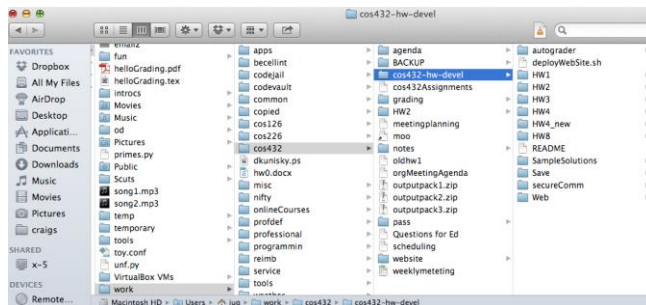 cos432-hw-devel
FAVORITES
Dropbox
All My Files
AirDrop
Desktop
Applicati...
Documents
Downloads
Music
Movies
Pictures
craigs
SHARED
x-5
DEVICES
Remote...
email2
fun
helloGrading.pdf
helloGrading.tex
introcs
Movies
Music
od
Pictures
primes.py
Public
Scuts
song1.mp3
song2.mp3
temp
temporary
tools
toy.conf
unf.py
VirtualBox VMs
work
apps
becellint
codejail
codevault
common
copied
cos126
cos226
cos432
dkunisky.ps
hw0.docx
misc
nifty
onlineCourses
profdef
professional
programmin
reimb
service
tools
agenda
BACKUP
cos432-hw-devel
cos432Assignments
grading
HW2
meetingplanning
moo
notes
oldhw1
orgMeetingAgenda
outputpack1.zip
outputpack2.zip
outputpack3.zip
pass
Questions for Ed
scheduling
website
weeklymeteting
autograder
deployWebSite.sh
HW1
HW2
HW3
HW4
HW4_new
HW8
README
SampleSolutions
Save
secureComm
Web
Macintosh HD Users jug work cos432 cos432-hw-devel